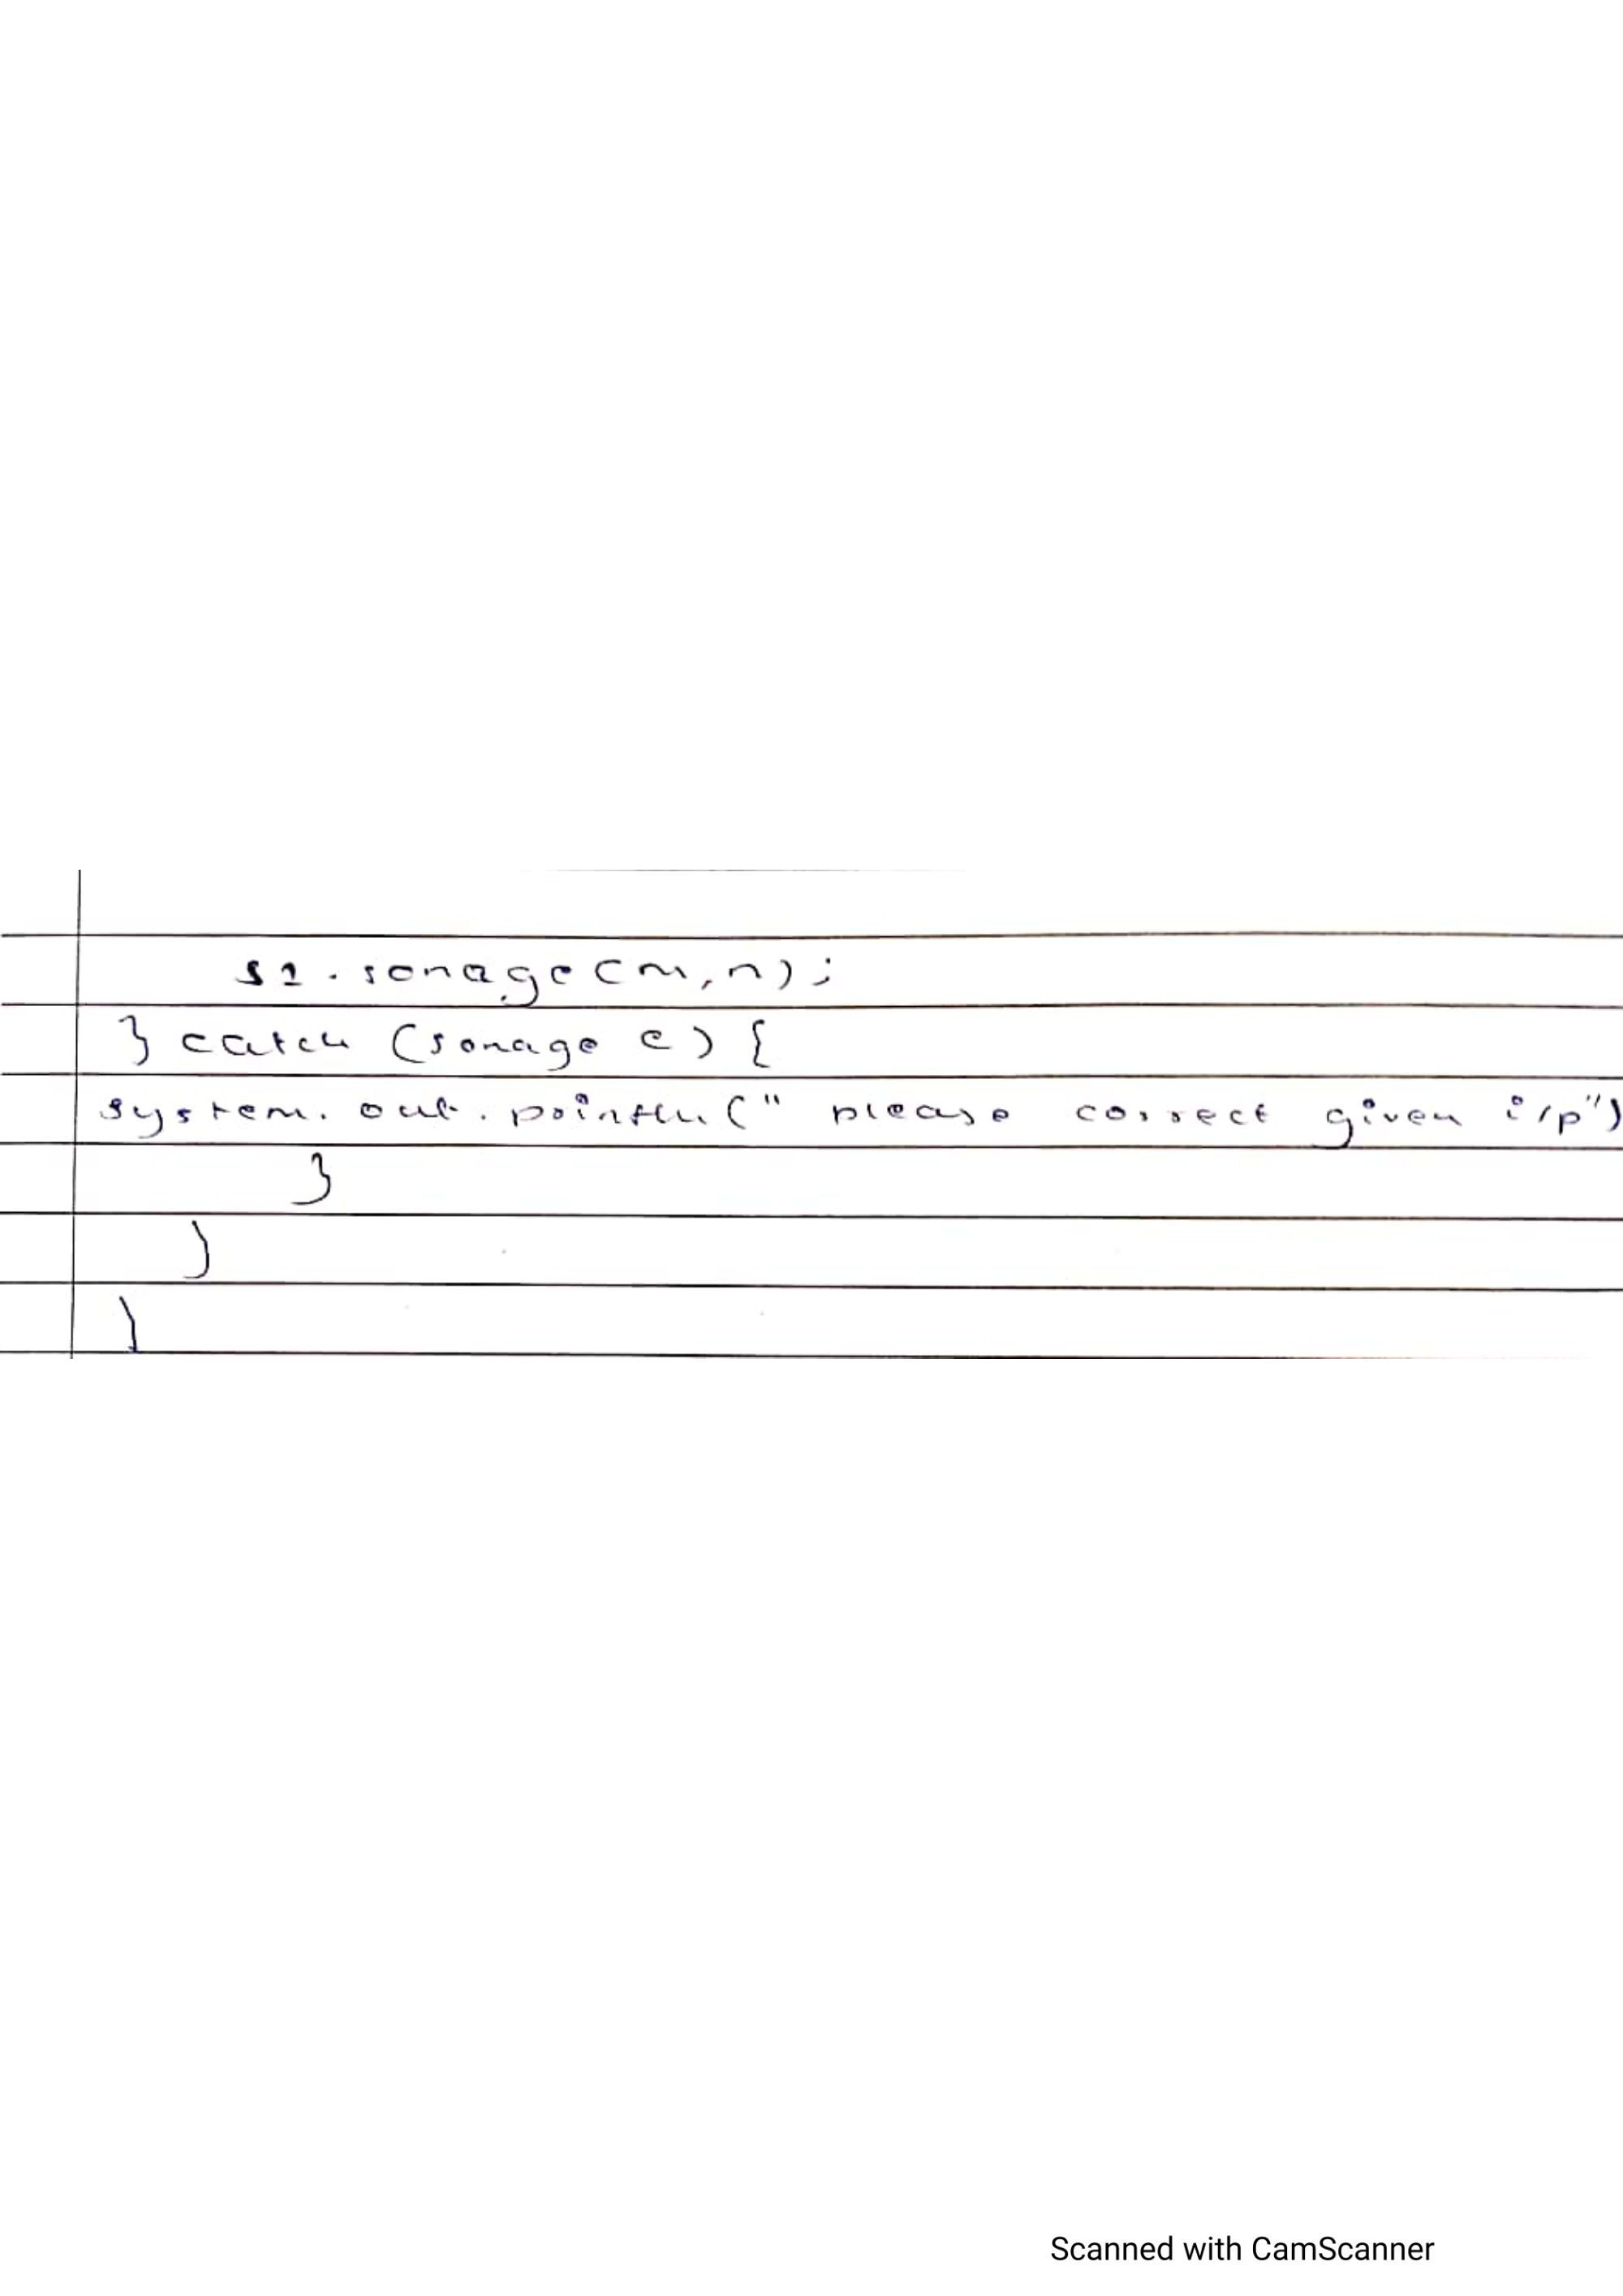 s1.sonage(m,n);
} catch (sonage e) {
system.out.println(" please correct given i/p")
}
}
}
Scanned with CamScanner